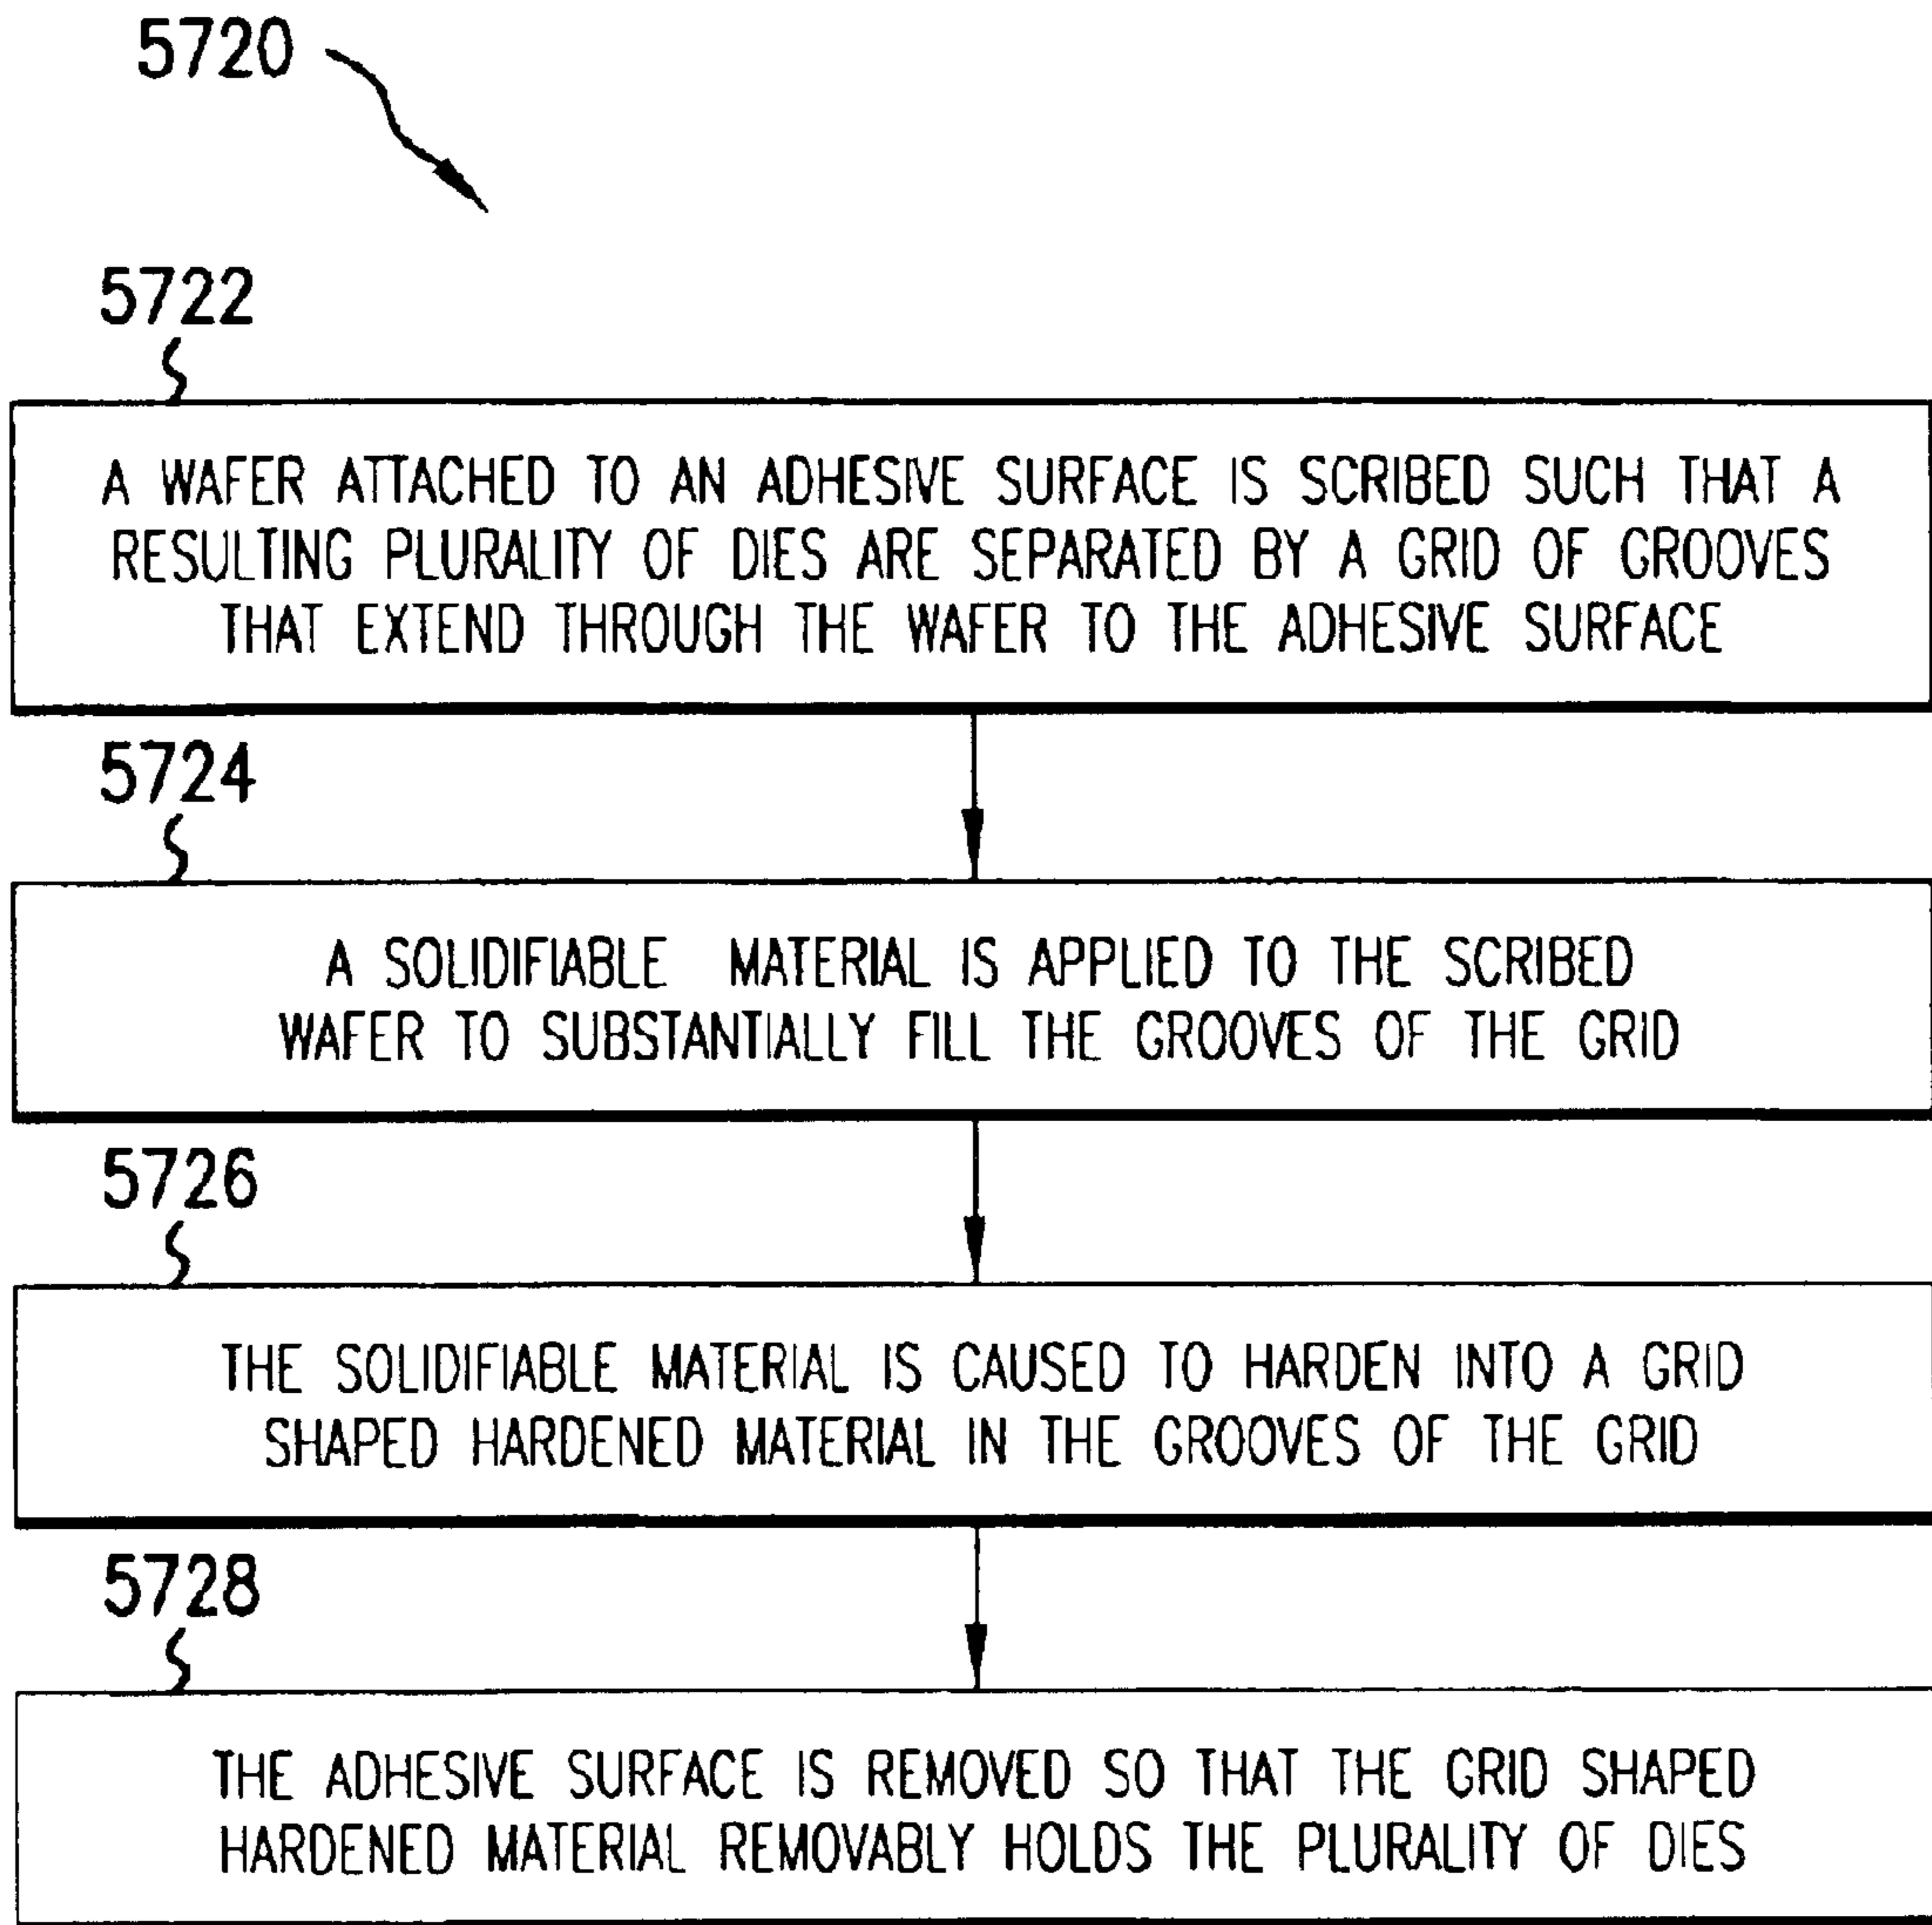 5720
5722
A WAFER ATTACHED TO AN ADHESIVE SURFACE IS SCRIBED SUCH THAT A
RESULTING PLURALITY OF DIES ARE SEPARATED BY A GRID OF GROOVES
THAT EXTEND THROUGH THE WAFER TO THE ADHESIVE SURFACE
5724
A SOLIDIFIABLE MATERIAL IS APPLIED TO THE SCRIBED
WAFER TO SUBSTANTIALLY FILL THE GROOVES OF THE GRID
5726
THE SOLIDIFIABLE MATERIAL IS CAUSED TO HARDEN INTO A GRID
SHAPED HARDENED MATERIAL IN THE GROOVES OF THE GRID
5728
THE ADHESIVE SURFACE IS REMOVED SO THAT THE GRID SHAPED
HARDENED MATERIAL REMOVABLY HOLDS THE PLURALITY OF DIES